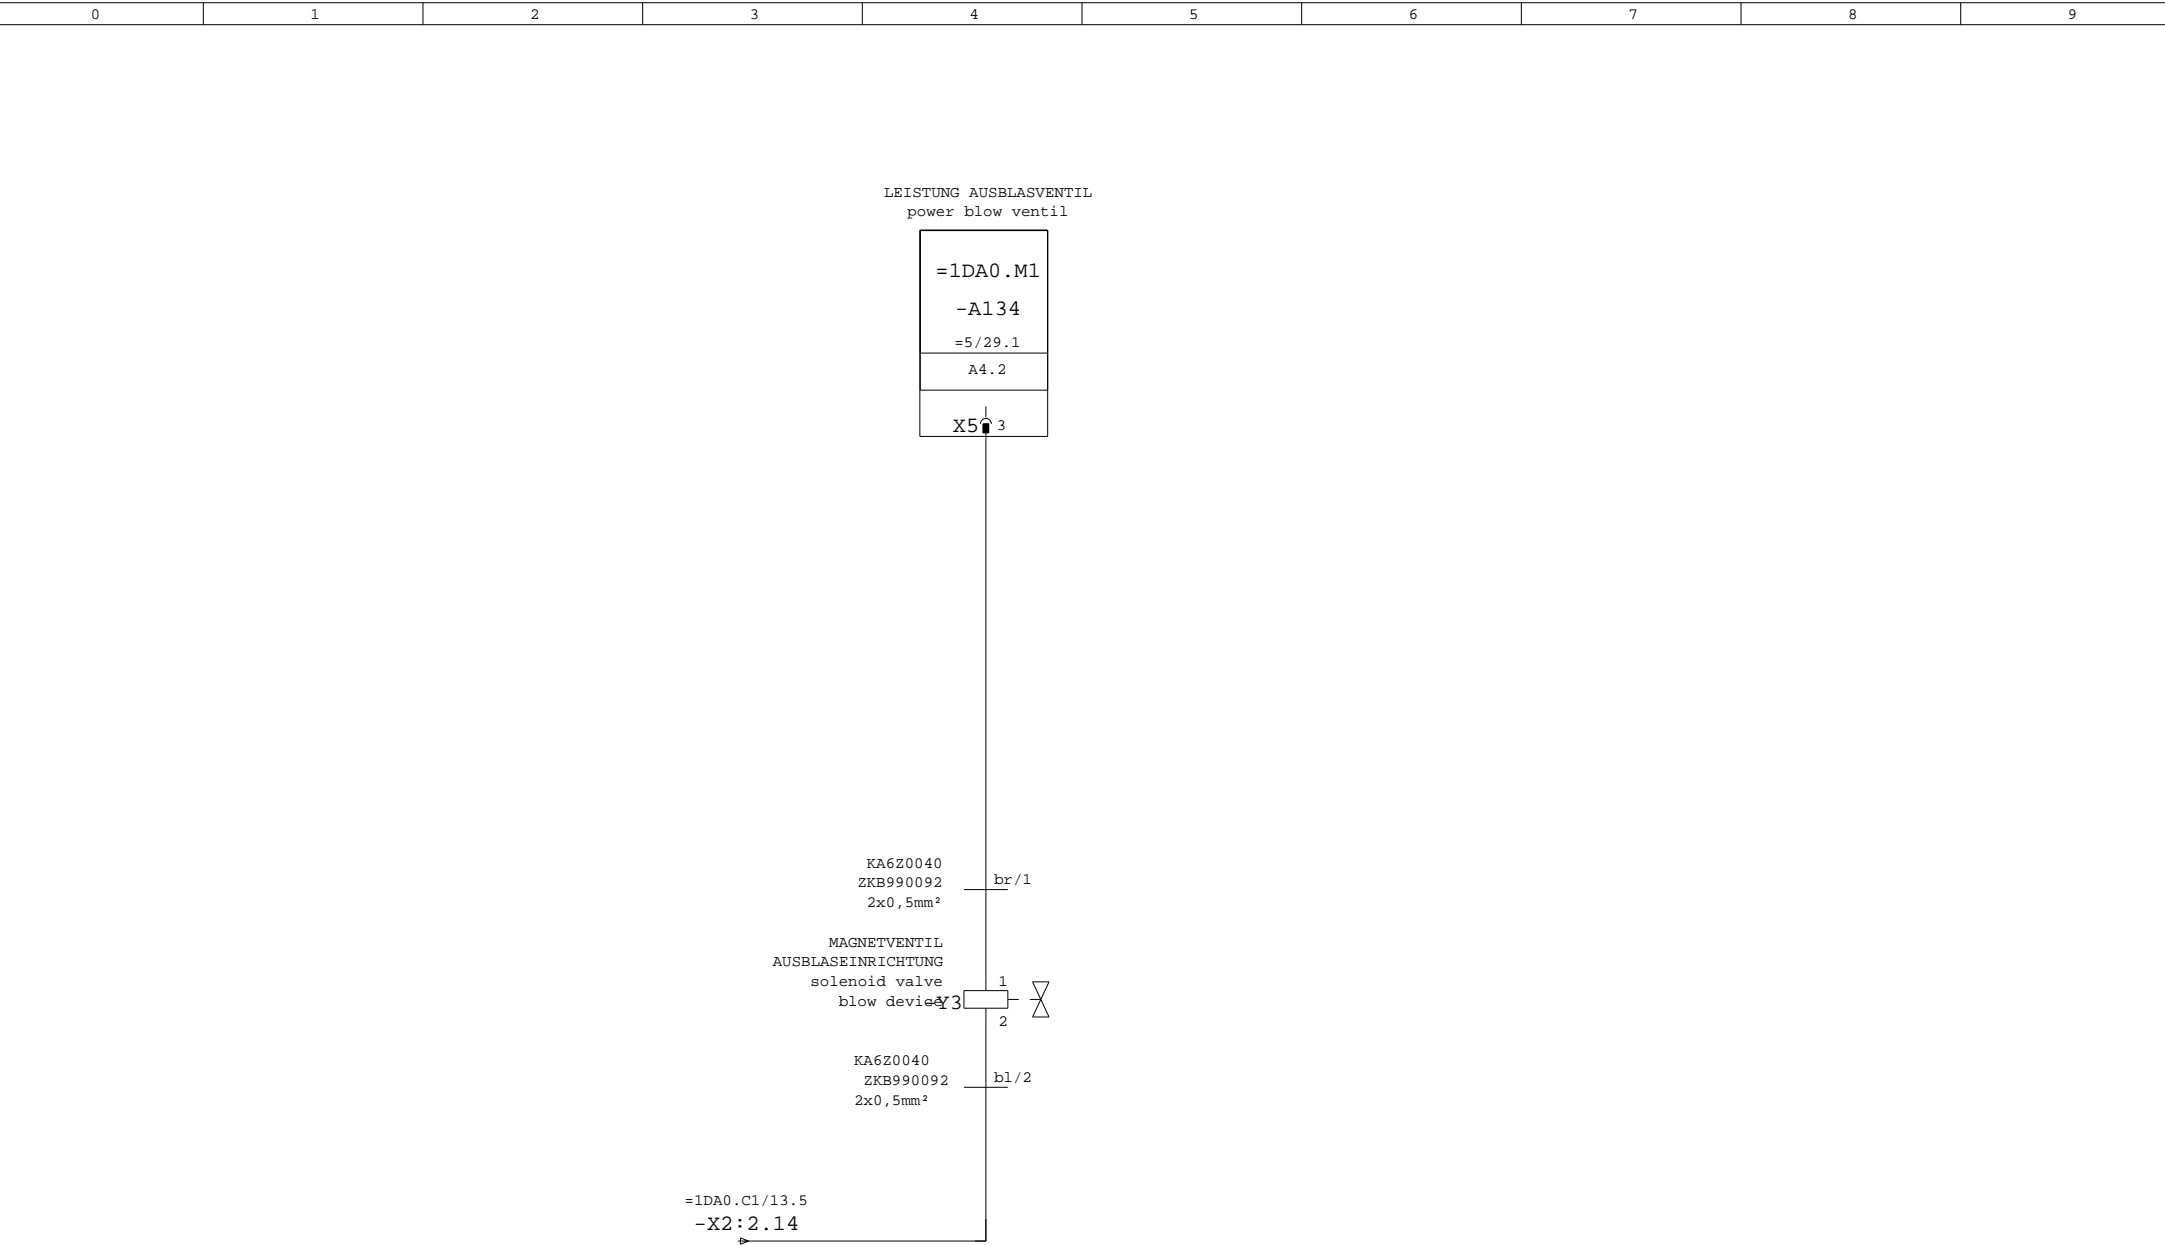 0 1 2 3 4 5 6 7 8 9
LEISTUNG AUSBLASVENTIL
power blow ventil
=1DA0.M1
-A134
=5/29.1
A4.2
X5 3
KA6Z0040
br/1
ZKB990092
2x0,5mm²
MAGNETVENTIL
AUSBLASEINRICHTUNG
solenoid valve
1
blow device
-Y3
2
KA6Z0040
bl/2
ZKB990092
2x0,5mm²
=1DA0.C1/13.5
-X2:2.14